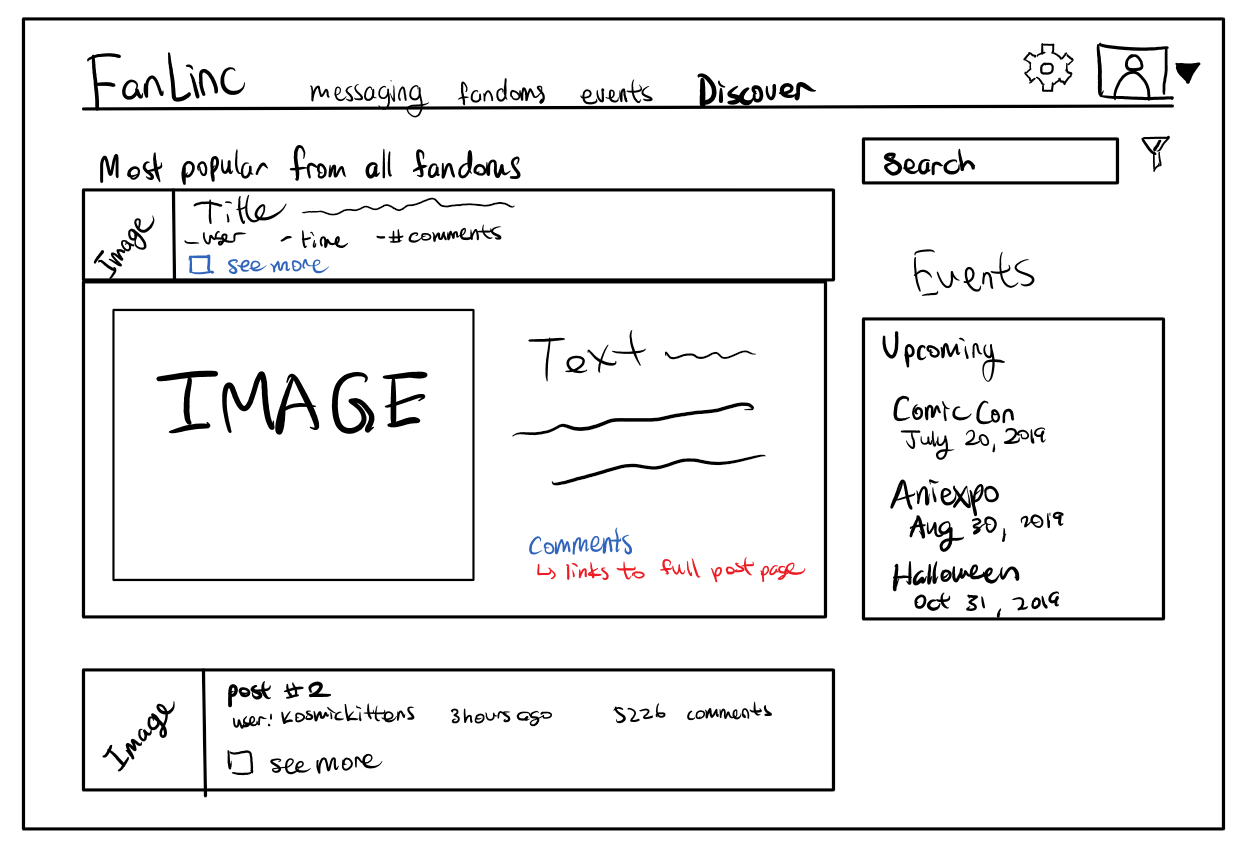 FanLinc messaging fandoms events Discover
Most popular from all fandoms
Search
Image
Title
- user - time - # comments
see more
IMAGE
Text
Comments
↳ links to full post page
Events
Upcoming
Comic Con
July 20, 2019
Aniexpo
Aug 30, 2019
Halloween
Oct 31, 2019
Image
post #2
user: kosmickittens 3 hours ago 5226 comments
see more